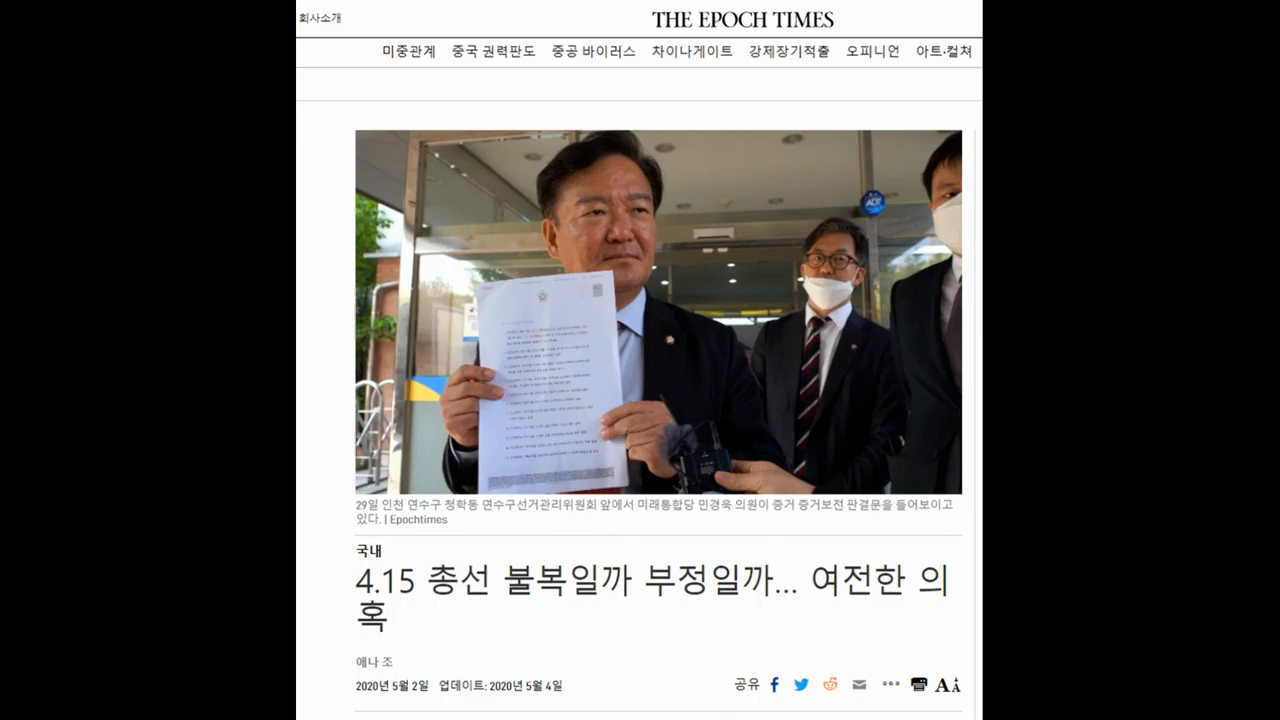 회사소개
THE EPOCH TIMES
미중관계 중국 권력판도 중공 바이러스 차이나게이트 강제장기적출 오피니언 아트·컬쳐
ADT
29일 인천 연수구 청학동 연수구선거관리위원회 앞에서 미래통합당 민경욱 의원이 증거 증거보전 판결문을 들어보이고
있다. | Epochtimes
국내
4.15 총선 불복일까 부정일까... 여전한 의
혹
애나 조
2020년 5월 2일 업데이트: 2020년 5월 4일
공유